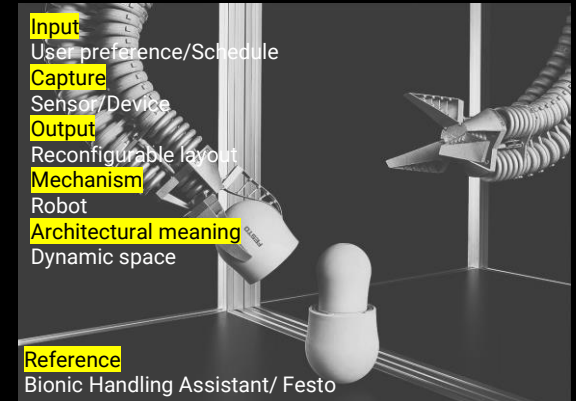 Input
User preference/Schedule
Capture
Sensor/Device
Output
Reconfigurable layout
Mechanism
Robot
Architectural meaning
Dynamic space
FESTO
Reference
Bionic Handling Assistant/ Festo